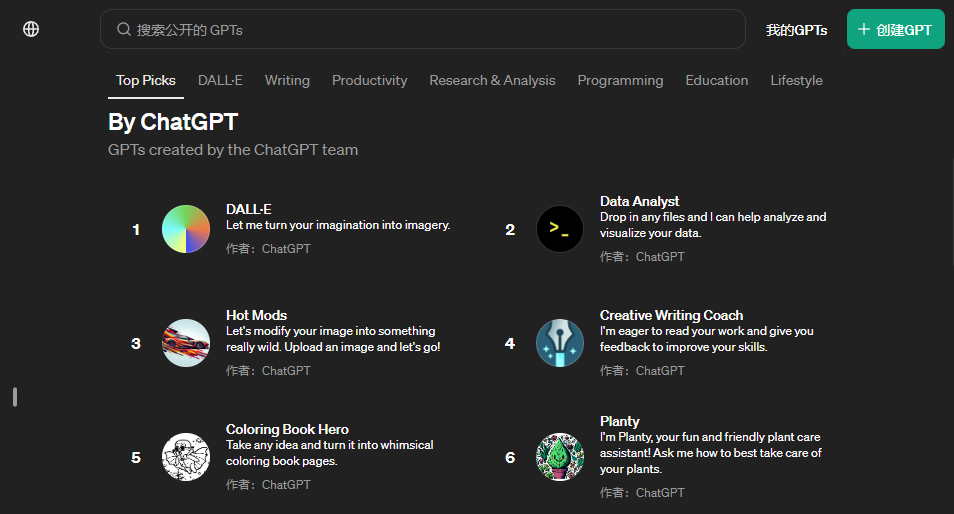 搜索公开的 GPTs
我的GPTs
创建GPT
Top Picks
DALL·E
Writing
Productivity
Research & Analysis
Programming
Education
Lifestyle
By ChatGPT
GPTs created by the ChatGPT team
1
DALL·E
Let me turn your imagination into imagery.
作者：ChatGPT
2
>_
Data Analyst
Drop in any files and I can help analyze and
visualize your data.
作者：ChatGPT
3
Hot Mods
Let's modify your image into something
really wild. Upload an image and let's go!
作者：ChatGPT
4
Creative Writing Coach
I'm eager to read your work and give you
feedback to improve your skills.
作者：ChatGPT
5
Coloring Book Hero
Take any idea and turn it into whimsical
coloring book pages.
作者：ChatGPT
6
Planty
I'm Planty, your fun and friendly plant care
assistant! Ask me how to best take care of
your plants.
作者：ChatGPT